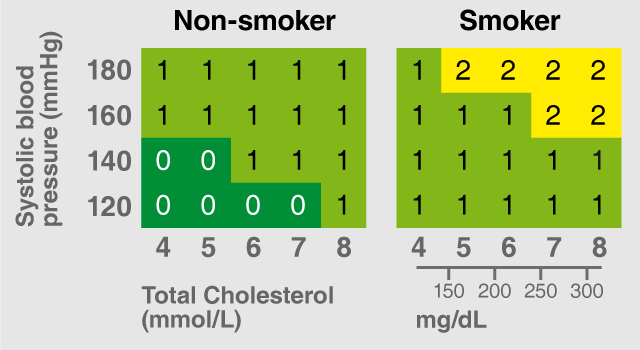 Non-smoker Smoker
Systolic blood
pressure (mmHg)
180 1 1 1 1 1 1 2 2 2 2
160 1 1 1 1 1 1 1 1 2 2
140 0 0 1 1 1 1 1 1 1 1
120 0 0 0 0 1 1 1 1 1 1
4 5 6 7 8 4 5 6 7 8
150 200 250 300
Total Cholesterol
(mmol/L) mg/dL